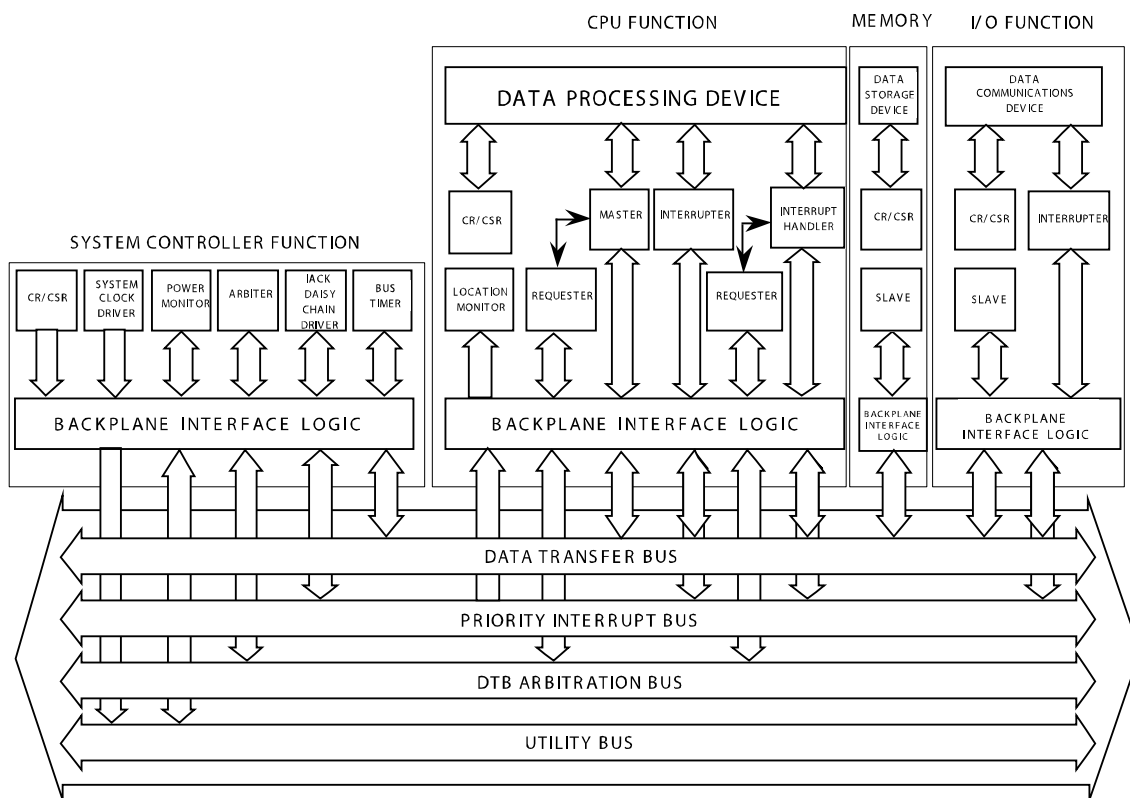 CPU FUNCTION
MEMORY
I/O FUNCTION
DATA PROCESSING DEVICE
DATA
STORAGE
DEVICE
DATA
COMMUNICATIONS
DEVICE
CR/CSR
MASTER
INTERRUPTER
INTERRUPT
HANDLER
CR/CSR
CR/CSR
INTERRUPTER
SYSTEM CONTROLLER FUNCTION
CR/CSR
SYSTEM
CLOCK
DRIVER
POWER
MONITOR
ARBITER
IACK
DAISY
CHAIN
DRIVER
BUS
TIMER
LOCATION
MONITOR
REQUESTER
REQUESTER
SLAVE
SLAVE
BACKPLANE INTERFACE LOGIC
BACKPLANE INTERFACE LOGIC
BACKPLANE
INTERFACE
LOGIC
BACKPLANE
INTERFACE LOGIC
DATA TRANSFER BUS
PRIORITY INTERRUPT BUS
DTB ARBITRATION BUS
UTILITY BUS